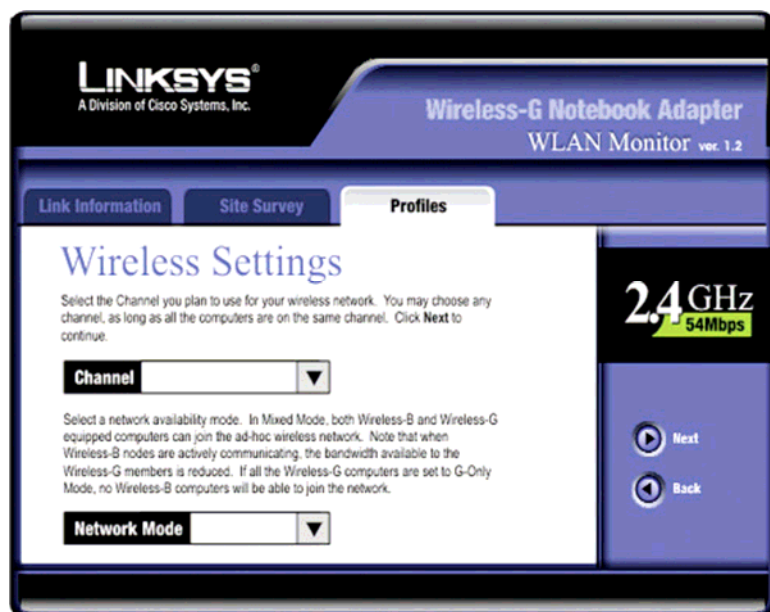 LINKSYS®
A Division of Cisco Systems, Inc.
Wireless-G Notebook Adapter
WLAN Monitor ver. 1.2
Link Information
Site Survey
Profiles
Wireless Settings
Select the Channel you plan to use for your wireless network. You may choose any
channel, as long as all the computers are on the same channel. Click Next to
continue.
Channel
Select a network availability mode. In Mixed Mode, both Wireless-B and Wireless-G
equipped computers can join the ad-hoc wireless network. Note that when
Wireless-B nodes are actively communicating, the bandwidth available to the
Wireless-G members is reduced. If all the Wireless-G computers are set to G-Only
Mode, no Wireless-B computers will be able to join the network.
Network Mode
2.4 GHz
54Mbps
Next
Back